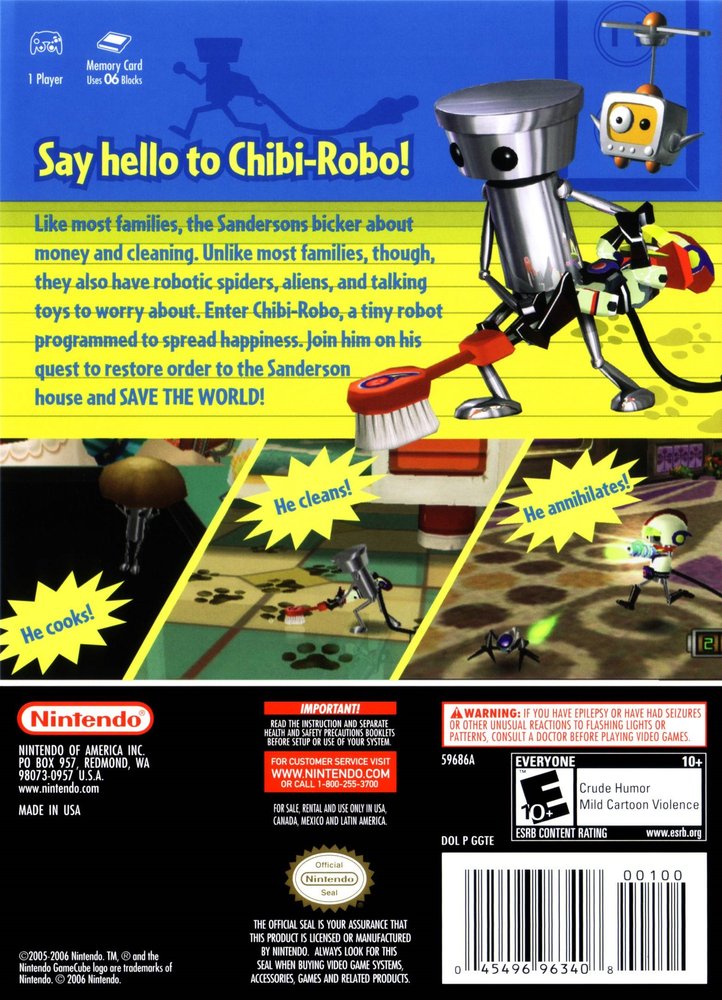 1 Player
Memory Card
Uses 06 Blocks
Say hello to Chibi-Robo!
Like most families, the Sandersons bicker about
money and cleaning. Unlike most families, though,
they also have robotic spiders, aliens, and talking
toys to worry about. Enter Chibi-Robo, a tiny robot
programmed to spread happiness. Join him on his
quest to restore order to the Sanderson
house and SAVE THE WORLD!
He cooks!
He cleans!
He annihilates!
2
Nintendo®
NINTENDO OF AMERICA INC.
PO BOX 957, REDMOND, WA
98073-0957 U.S.A.
www.nintendo.com
MADE IN USA
IMPORTANT!
READ THE INSTRUCTION AND SEPARATE
HEALTH AND SAFETY PRECAUTIONS BOOKLETS
BEFORE SETUP OR USE OF YOUR SYSTEM.
FOR CUSTOMER SERVICE VISIT
WWW.NINTENDO.COM
OR CALL 1-800-255-3700
FOR SALE, RENTAL AND USE ONLY IN USA,
CANADA, MEXICO AND LATIN AMERICA.
Official
Nintendo
Seal
THE OFFICIAL SEAL IS YOUR ASSURANCE THAT
THIS PRODUCT IS LICENSED OR MANUFACTURED
BY NINTENDO. ALWAYS LOOK FOR THIS
SEAL WHEN BUYING VIDEO GAME SYSTEMS,
ACCESSORIES, GAMES AND RELATED PRODUCTS.
©2005-2006 Nintendo. TM, ® and the
Nintendo GameCube logo are trademarks of
Nintendo. © 2006 Nintendo.
WARNING: IF YOU HAVE EPILEPSY OR HAVE HAD SEIZURES
OR OTHER UNUSUAL REACTIONS TO FLASHING LIGHTS OR
PATTERNS, CONSULT A DOCTOR BEFORE PLAYING VIDEO GAMES.
59686A
EVERYONE 10+
E
10+
™
Crude Humor
Mild Cartoon Violence
ESRB CONTENT RATING www.esrb.org
DOL P GGTE
00100
0 45496 96340 8